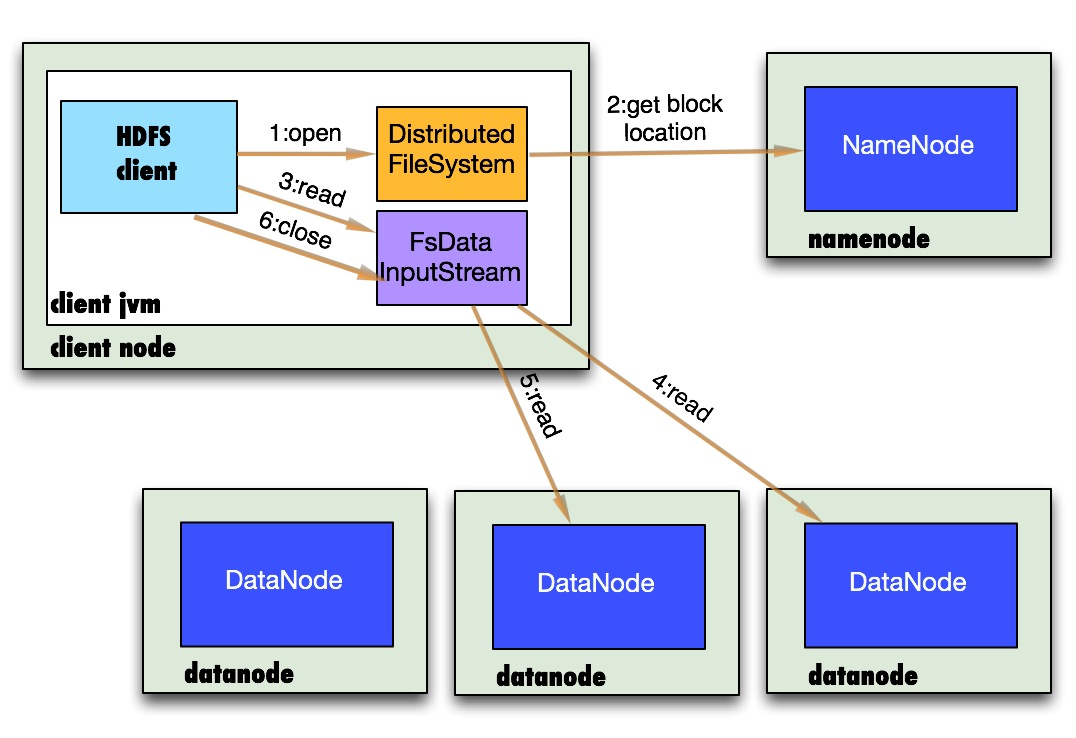 HDFS
client
1:open
Distributed
FileSystem
2:get block
location
NameNode
namenode
3:read
6:close
FsData
InputStream
client jvm
client node
5:read
4:read
DataNode
datanode
DataNode
datanode
DataNode
datanode